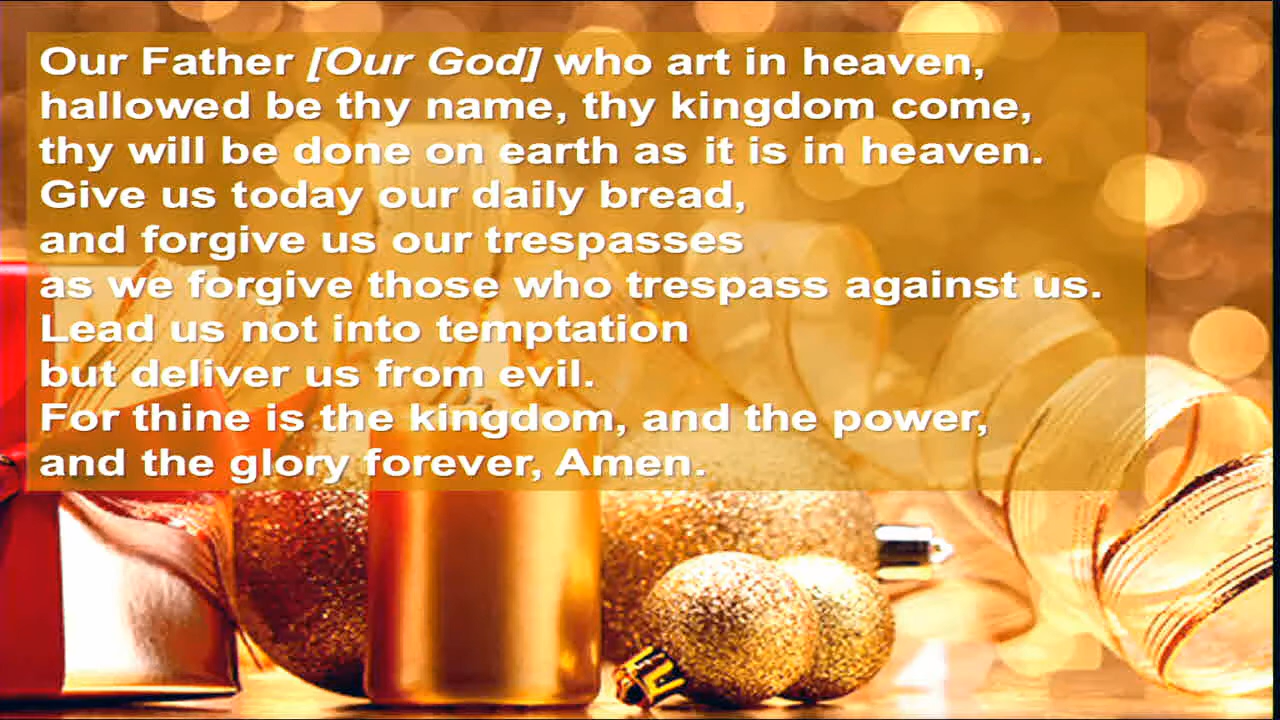 Our Father [Our God] who art in heaven,
hallowed be thy name, thy kingdom come,
thy will be done on earth as it is in heaven.
Give us today our daily bread,
and forgive us our trespasses
as we forgive those who trespass against us.
Lead us not into temptation
but deliver us from evil.
For thine is the kingdom, and the power,
and the glory forever, Amen.